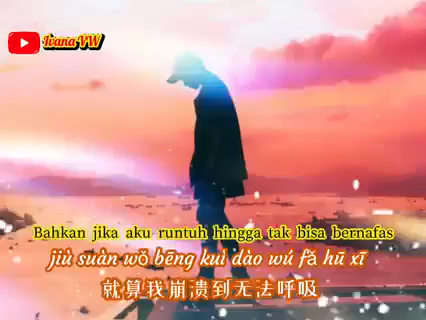 Ivana VW
Bahkan jika aku runtuh hingga tak bisa bernafas
jiù suàn wǒ bēng kuì dào wú fǎ hū xī
就算我崩溃到无法呼吸